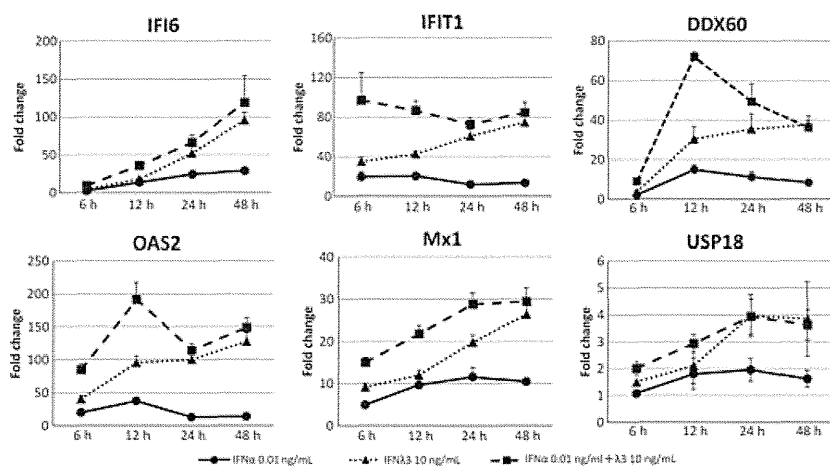 IFI6
IFIT1
DDX60
Fold change
200
150
100
50
0
6 h
12 h
24 h
48 h
Fold change
160
120
80
40
0
6 h
12 h
24 h
48 h
Fold change
80
60
40
20
0
6 h
12 h
24 h
48 h
OAS2
Mx1
USP18
Fold change
250
200
150
100
50
0
6 h
12 h
24 h
48 h
Fold change
40
30
20
10
0
6 h
12 h
24 h
48 h
Fold change
6
5
4
3
2
1
0
6 h
12 h
24 h
48 h
IFNα 0.01 ng/mL
IFNλ3 10 ng/mL
IFNα 0.01 ng/ml + λ3 10 ng/mL